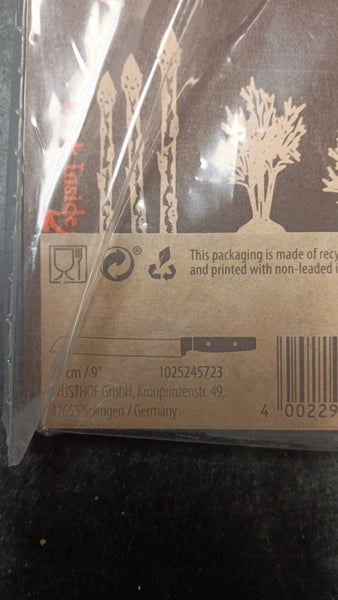 Inside
®
This packaging is made of recy
and printed with non-leaded i
cm / 9" 1025245723
WÜSTHOF GmbH, Kronprinzenstr. 49,
42655 Solingen / Germany
4 00229